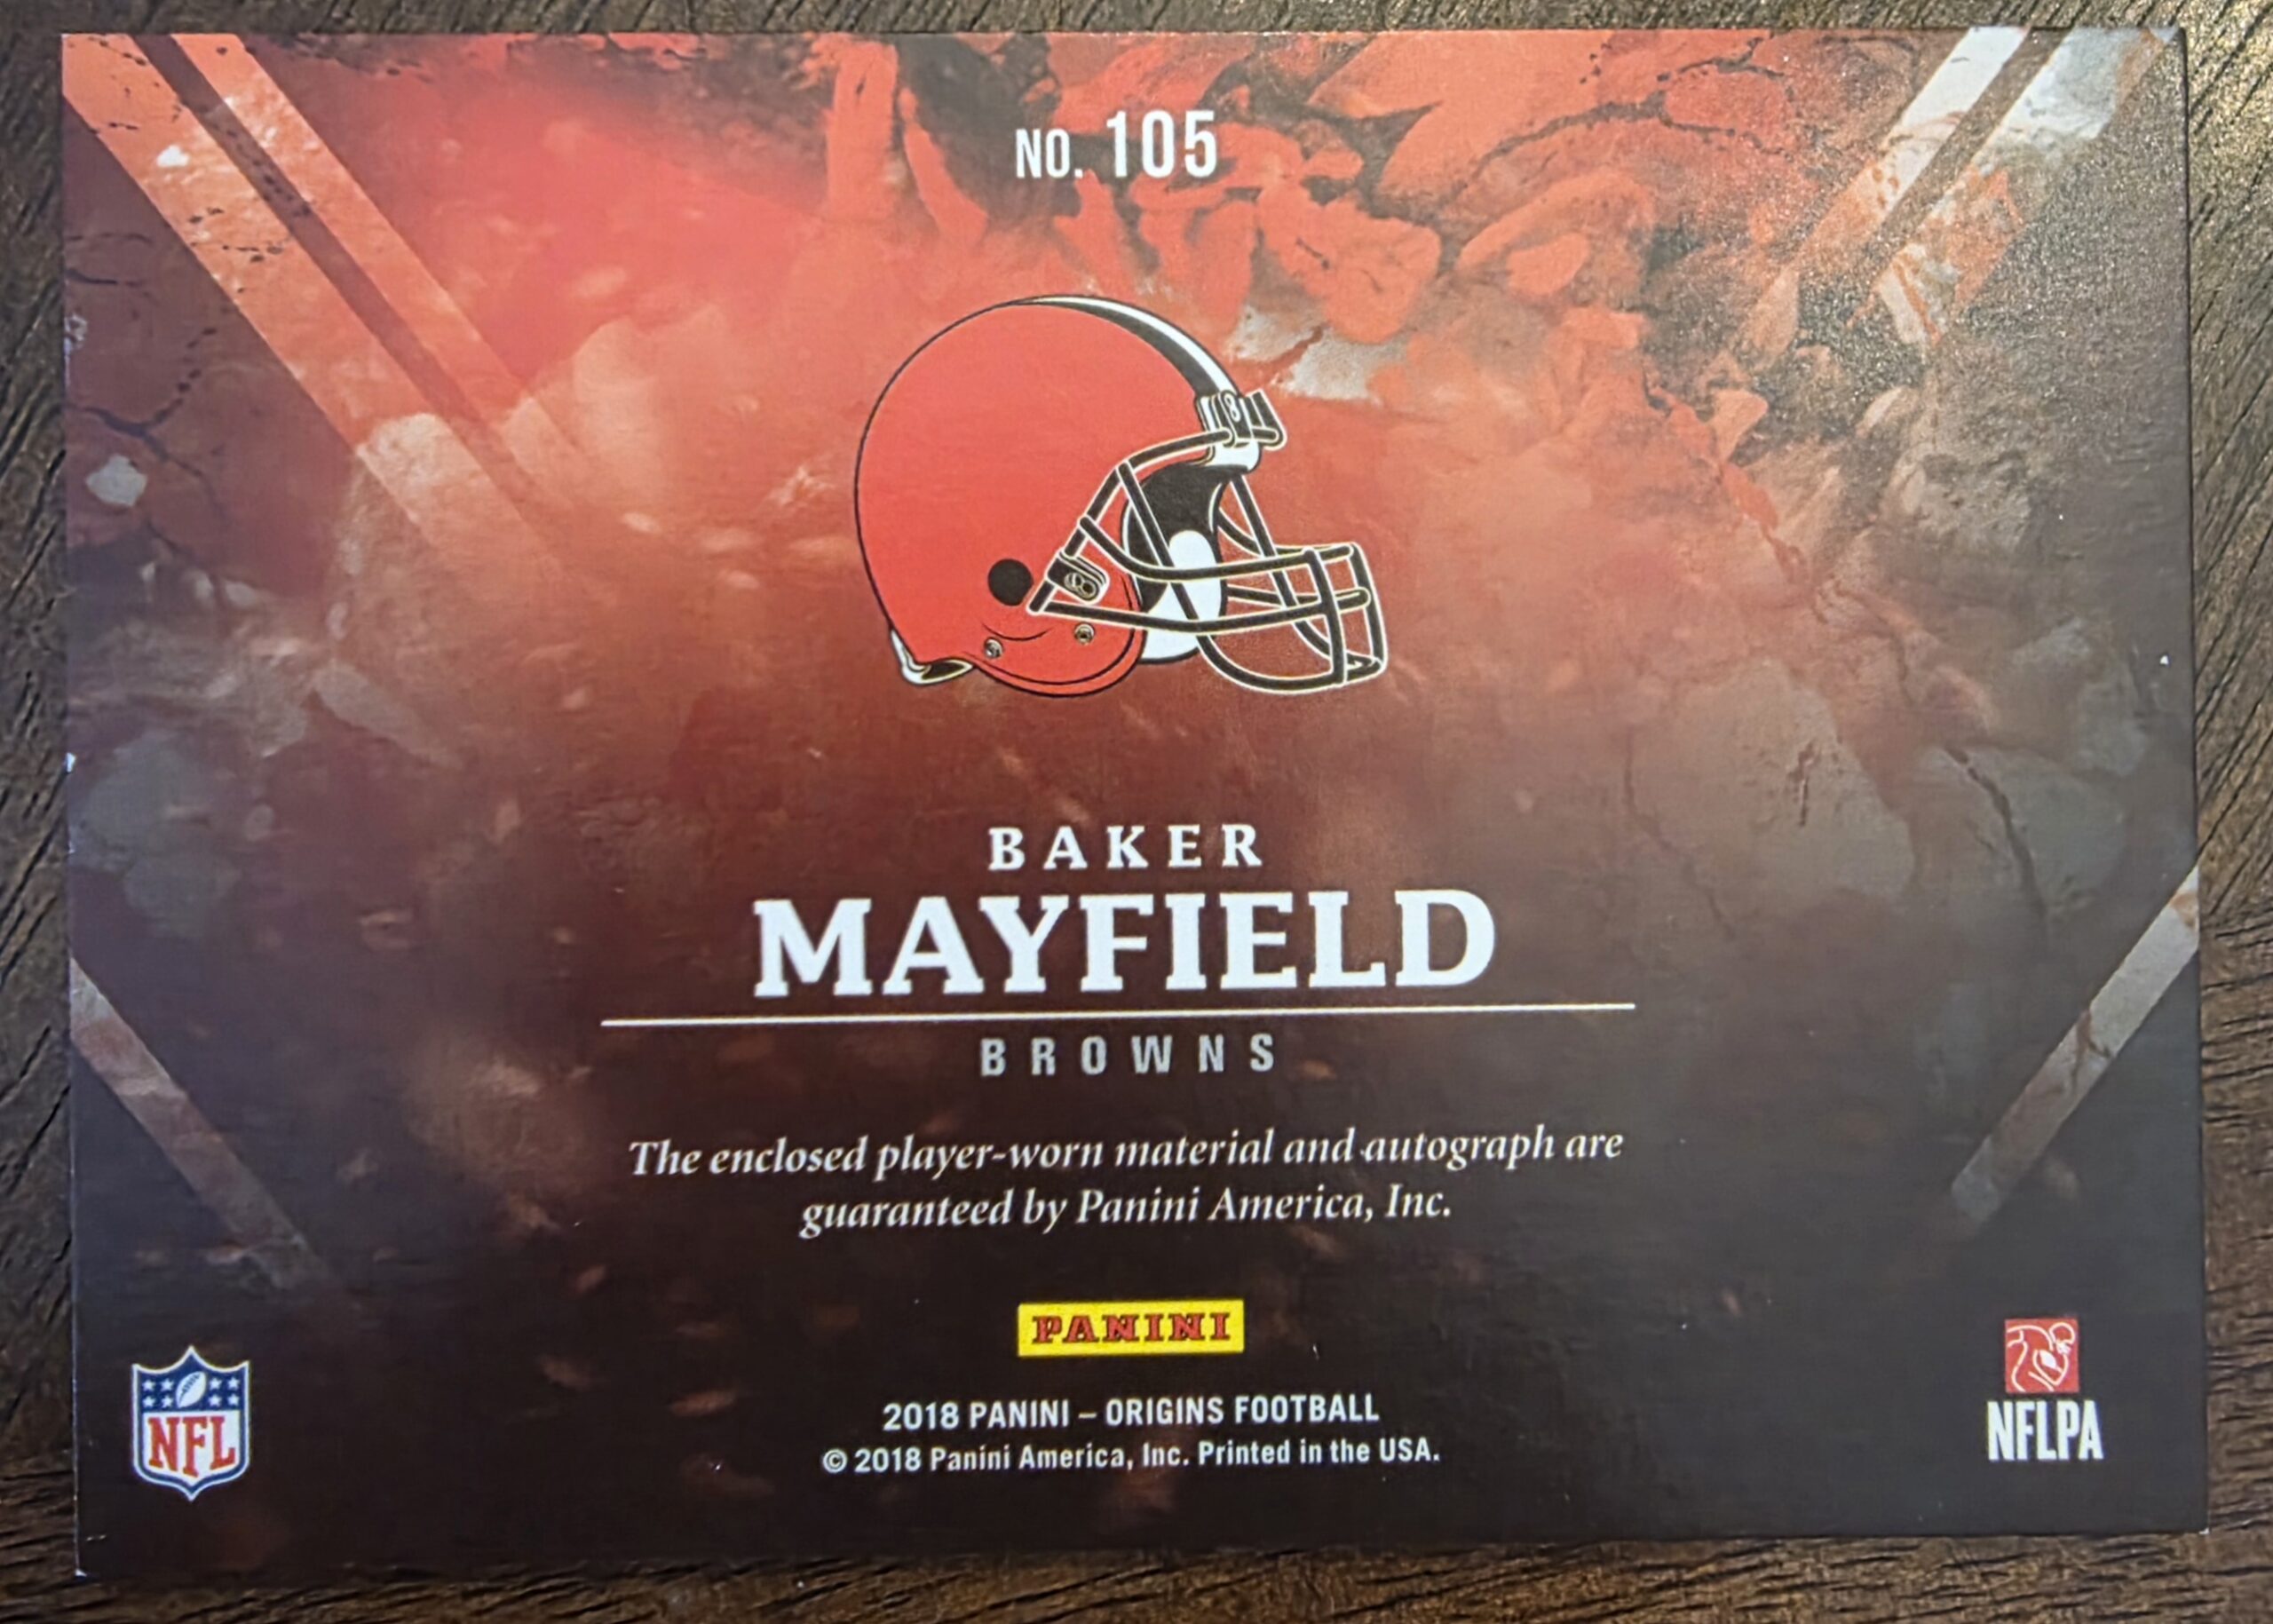 NO. 105
BAKER
MAYFIELD
BROWNS
The enclosed player-worn material and autograph are
guaranteed by Panini America, Inc.
PANINI
2018 PANINI – ORIGINS FOOTBALL
© 2018 Panini America, Inc. Printed in the USA.
NFL
NFLPA